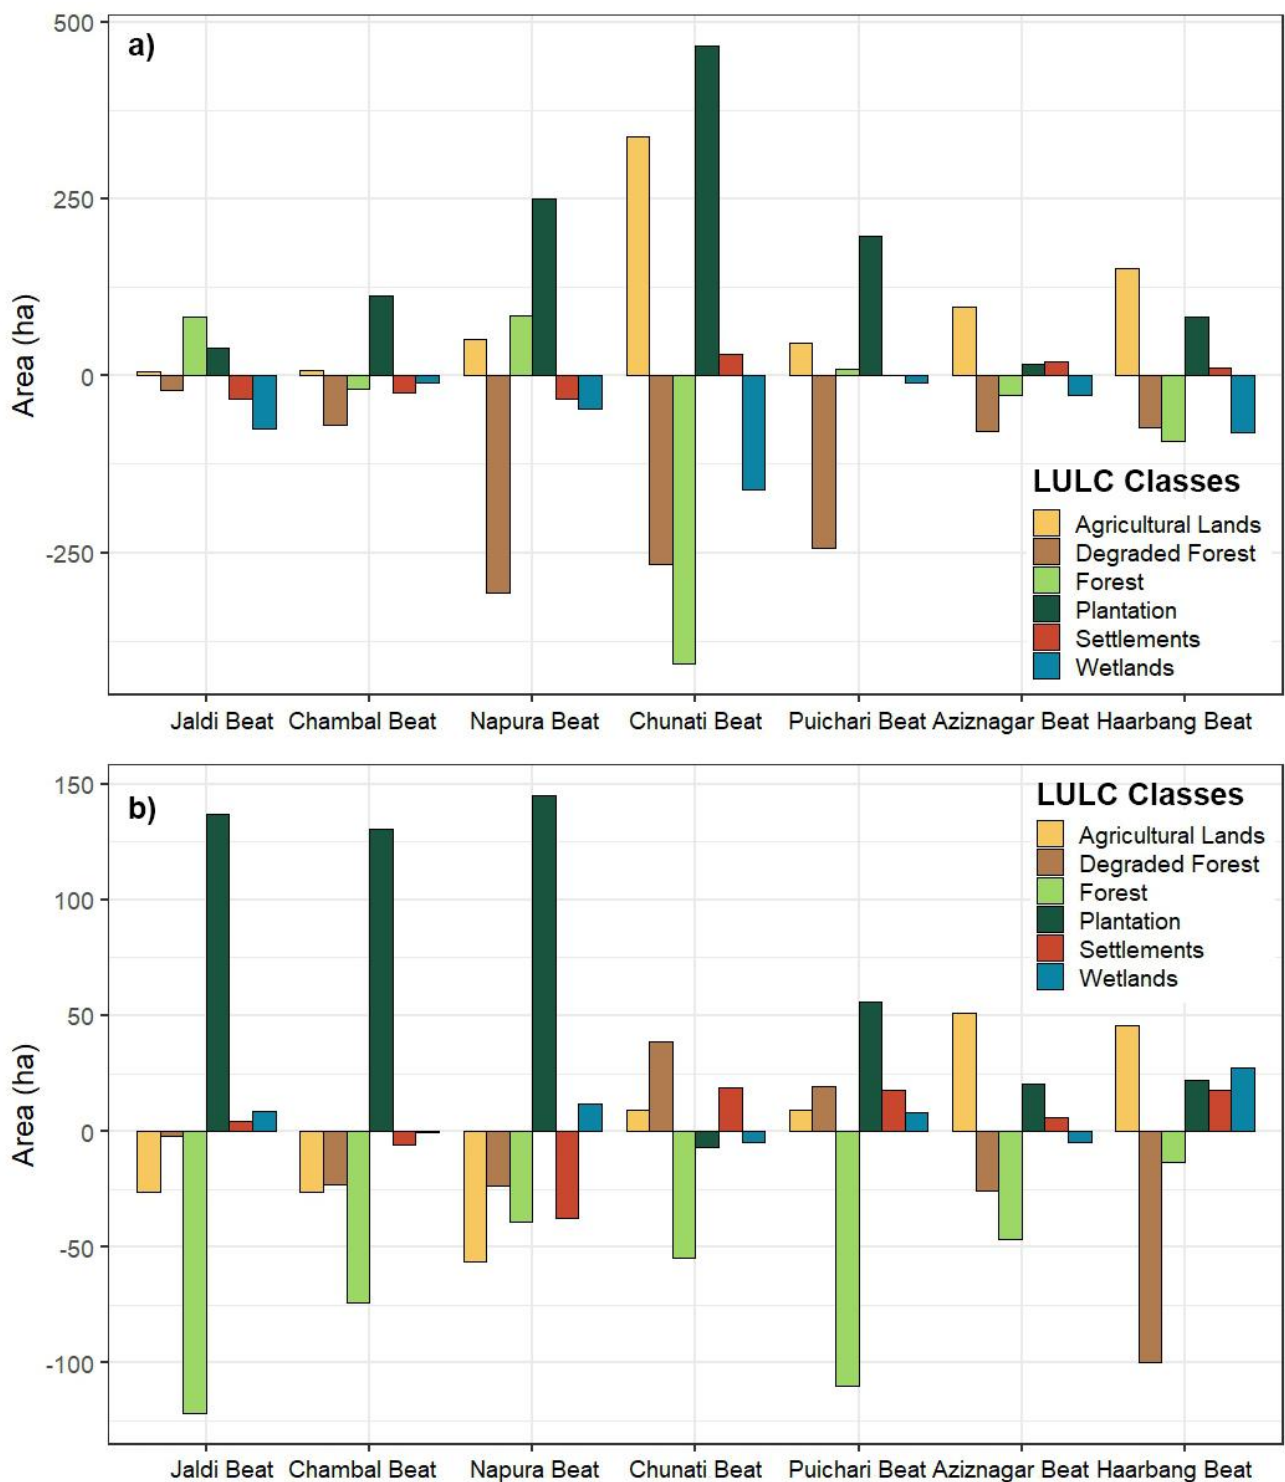 a)
500
250
0
-250
Area (ha)
LULC Classes
Agricultural Lands
Degraded Forest
Forest
Plantation
Settlements
Wetlands
Jaldi Beat Chambal Beat Napura Beat Chunati Beat Puichari Beat Aziznagar Beat Haarbang Beat
b)
150
100
50
0
-50
-100
Area (ha)
LULC Classes
Agricultural Lands
Degraded Forest
Forest
Plantation
Settlements
Wetlands
Jaldi Beat Chambal Beat Napura Beat Chunati Beat Puichari Beat Aziznagar Beat Haarbang Beat